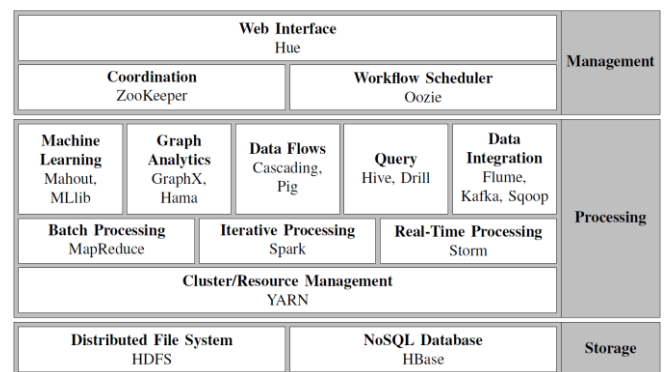 Web Interface
Hue
Management
Coordination
ZooKeeper
Workflow Scheduler
Oozie
Machine
Learning
Mahout,
MLlib
Graph
Analytics
GraphX,
Hama
Data Flows
Cascading,
Pig
Query
Hive, Drill
Data
Integration
Flume,
Kafka, Sqoop
Processing
Batch Processing
MapReduce
Iterative Processing
Spark
Real-Time Processing
Storm
Cluster/Resource Management
YARN
Distributed File System
HDFS
NoSQL Database
HBase
Storage